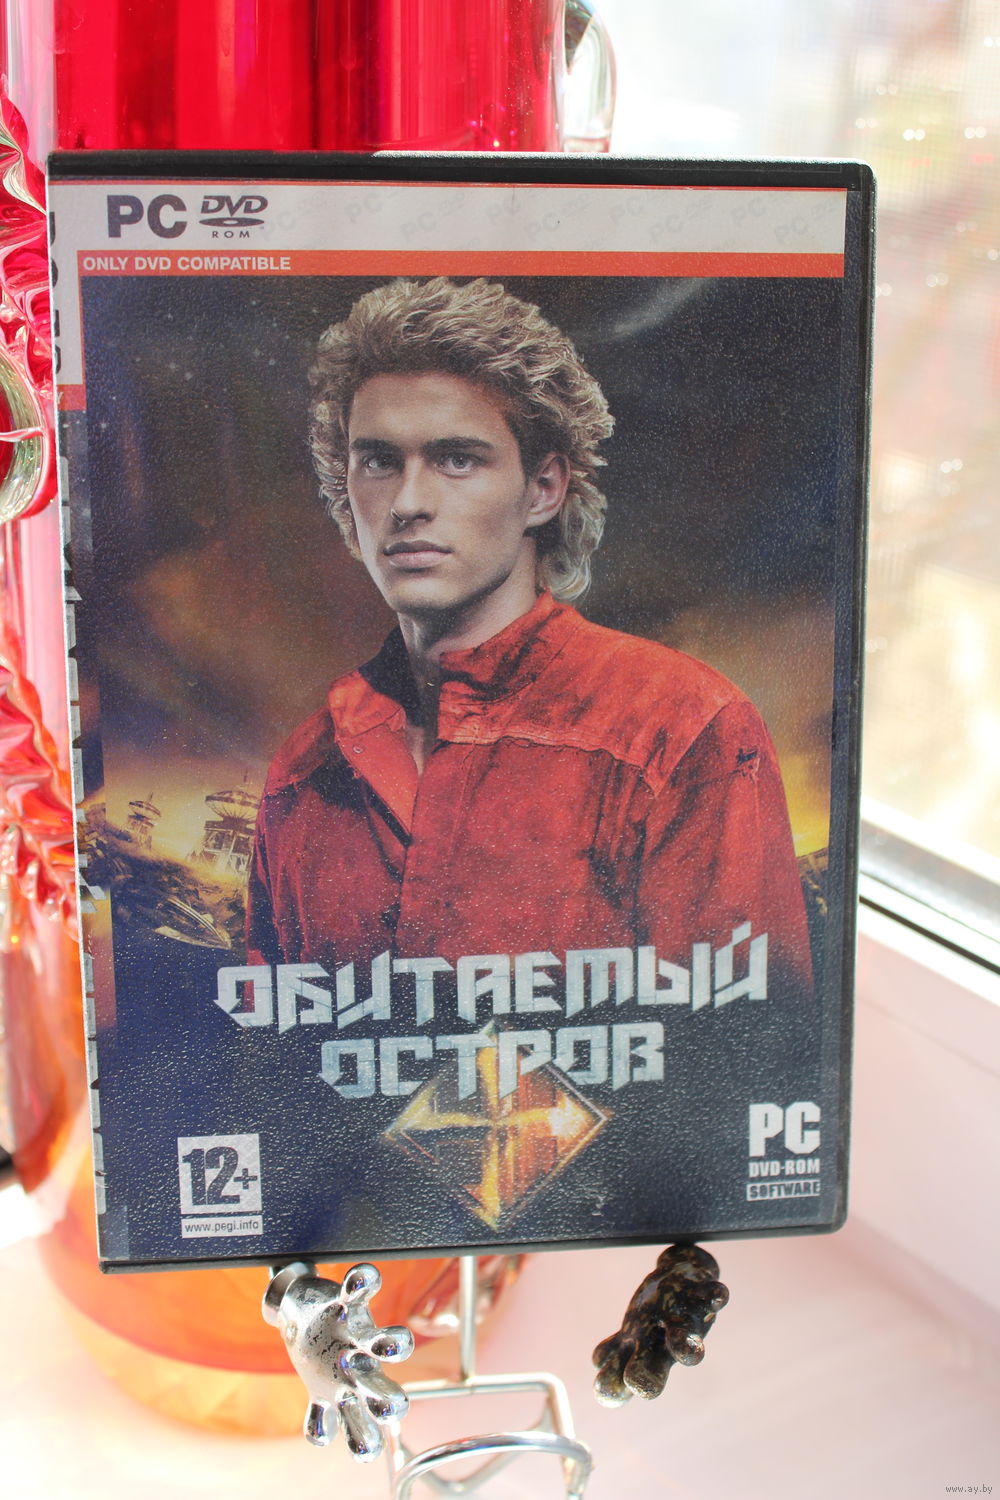 PC DVD
ROM
ONLY DVD COMPATIBLE
ОБИТАЕМЫЙ
ОСТРОВ
12+
www.pegi.info
PC
DVD-ROM
SOFTWARE
www.ay.by